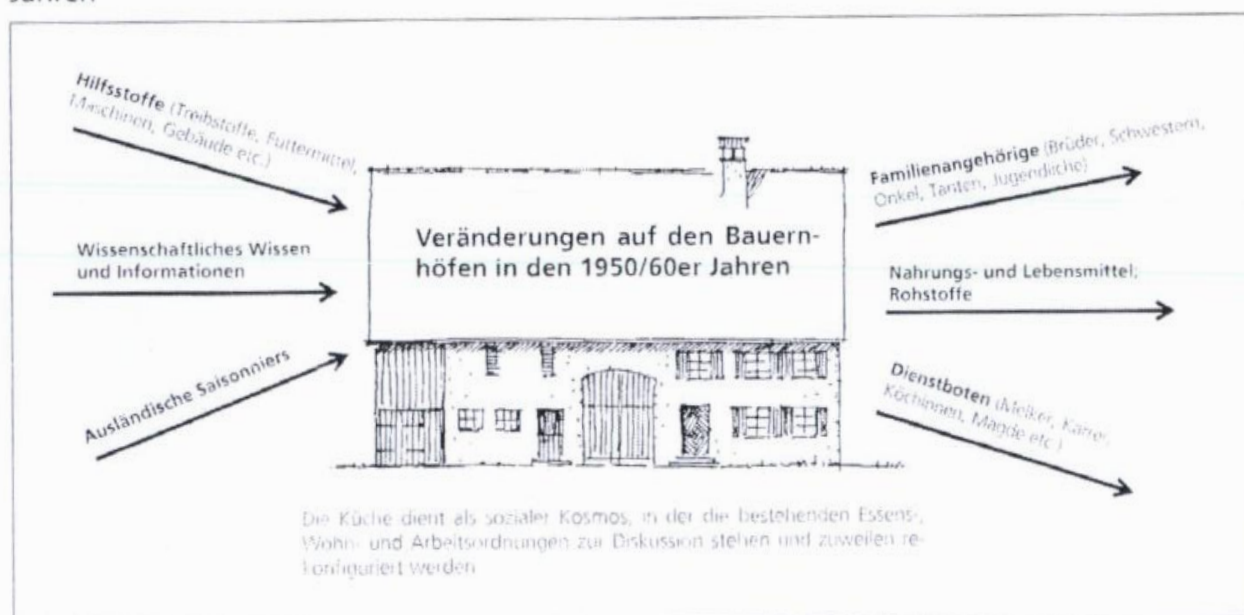 Jahren
Hilfsstoffe (Treibstoffe, Futtermittel,
Maschinen, Gebäude etc.)
Wissenschaftliches Wissen
und Informationen
Ausländische Saisonniers
Veränderungen auf den Bauern-
höfen in den 1950/60er Jahren
Familienangehörige (Brüder, Schwestern,
Onkel, Tanten, Jugendliche)
Nahrungs- und Lebensmittel;
Rohstoffe
Dienstboten (Melker, Karrer,
Köchinnen, Mägde etc.)
Die Küche dient als sozialer Kosmos, in der die bestehenden Essens-,
Wohn- und Arbeitsordnungen zur Diskussion stehen und zuweilen re-
konfiguriert werden